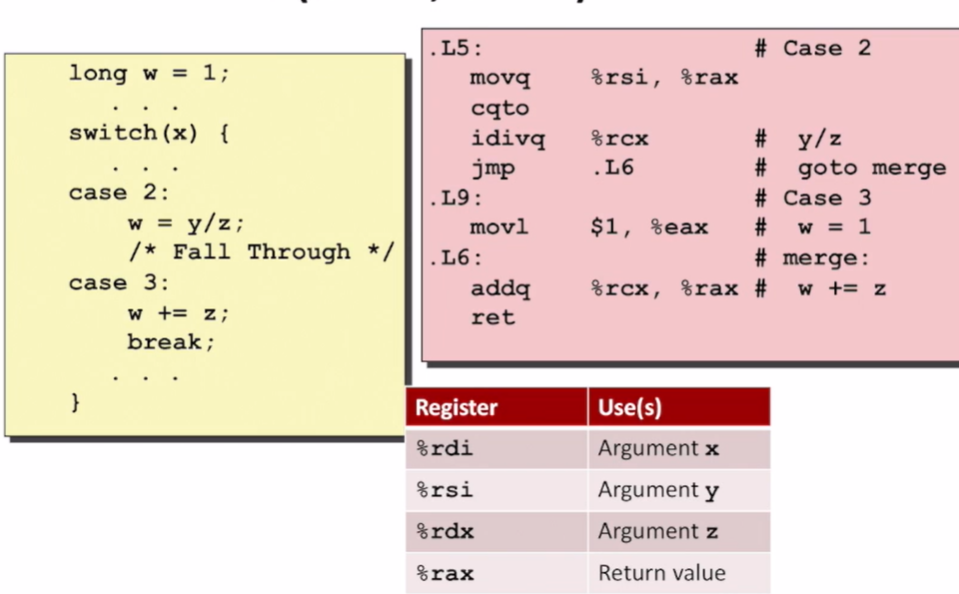 long w = 1;
. . .
switch(x) {
. . .
case 2:
w = y/z;
/* Fall Through */
case 3:
w += z;
break;
. . .
}
.L5: # Case 2
movq %rsi, %rax
cqto
idivq %rcx # y/z
jmp .L6 # goto merge
.L9: # Case 3
movl $1, %eax # w = 1
.L6: # merge:
addq %rcx, %rax # w += z
ret
Register Use(s)
%rdi Argument x
%rsi Argument y
%rdx Argument z
%rax Return value